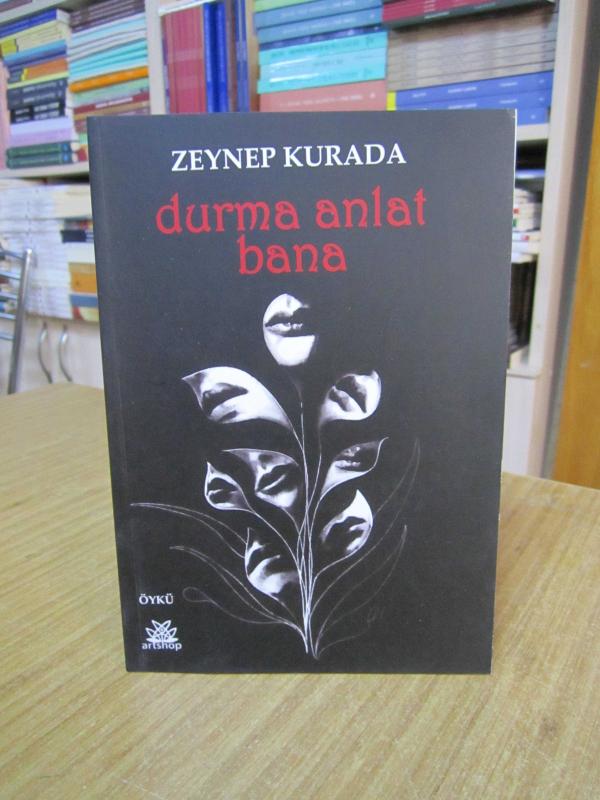 ZEYNEP KURADA
durma anlat
bana
ÖYKÜ
artshop